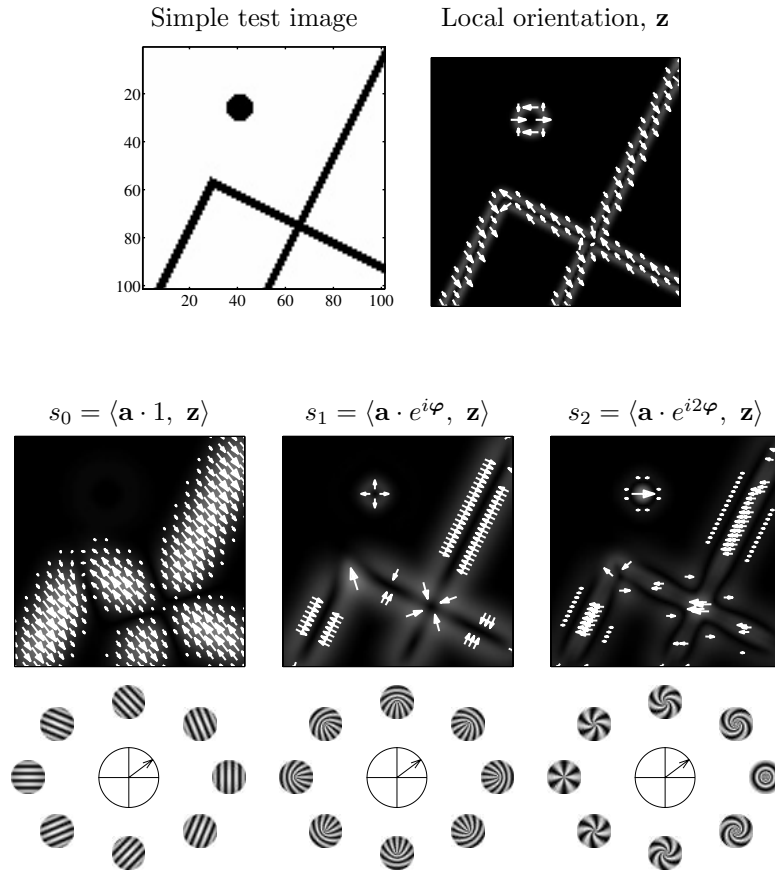 Simple test image
Local orientation, z
20
40
60
80
100
20 40 60 80 100
s₀ = ⟨a · 1, z⟩
s₁ = ⟨a · e^{iφ}, z⟩
s₂ = ⟨a · e^{i2φ}, z⟩